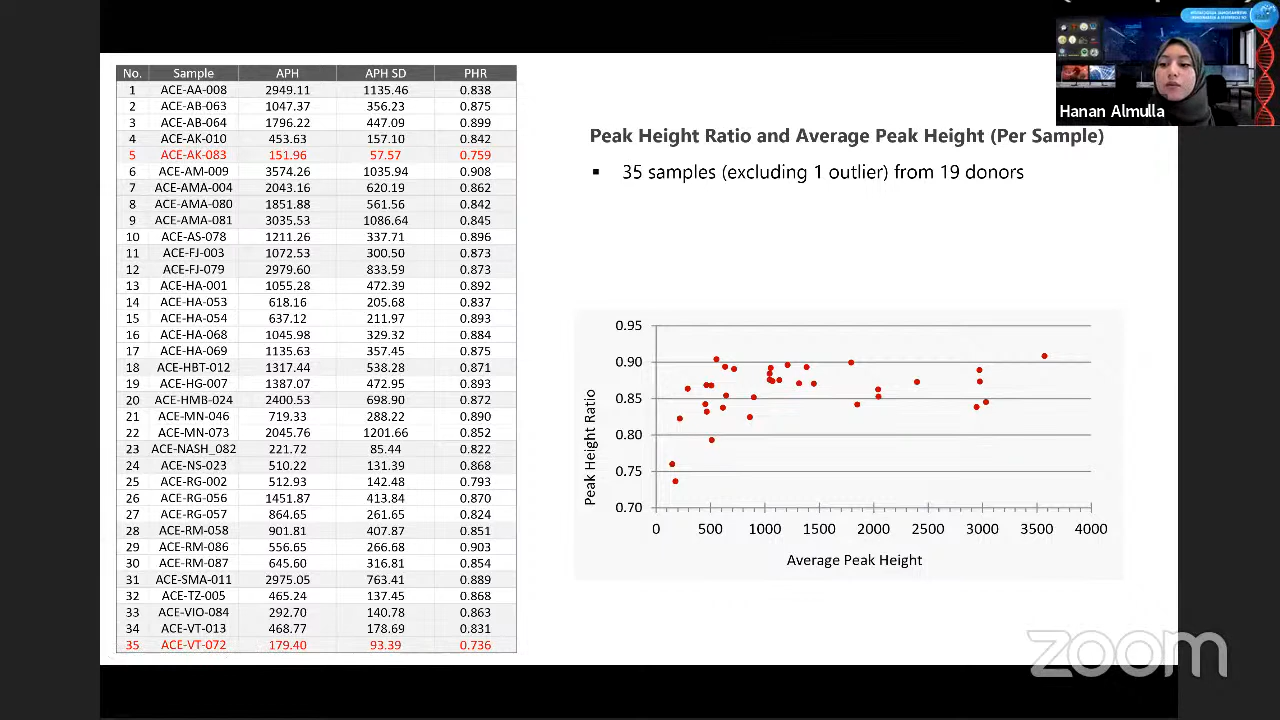 No. Sample APH APH SD PHR
1 ACE-AA-008 2949.11 1135.46 0.838
2 ACE-AB-063 1047.37 356.23 0.875
3 ACE-AB-064 1796.22 447.09 0.899
4 ACE-AK-010 453.63 157.10 0.842
5 ACE-AK-083 151.96 57.57 0.759
6 ACE-AM-009 3574.26 1035.94 0.908
7 ACE-AMA-004 2043.16 620.19 0.862
8 ACE-AMA-080 1851.88 561.56 0.842
9 ACE-AMA-081 3035.53 1086.64 0.845
10 ACE-AS-078 1211.26 337.71 0.896
11 ACE-FJ-003 1072.53 300.50 0.873
12 ACE-FJ-079 2979.60 833.59 0.873
13 ACE-HA-001 1055.28 472.39 0.892
14 ACE-HA-053 618.16 205.68 0.837
15 ACE-HA-054 637.12 211.97 0.893
16 ACE-HA-068 1045.98 329.32 0.884
17 ACE-HA-069 1135.63 357.45 0.875
18 ACE-HBT-012 1317.44 538.28 0.871
19 ACE-HG-007 1387.07 472.95 0.893
20 ACE-HMB-024 2400.53 698.90 0.872
21 ACE-MN-046 719.33 288.22 0.890
22 ACE-MN-073 2045.76 1201.66 0.852
23 ACE-NASH_082 221.72 85.44 0.822
24 ACE-NS-023 510.22 131.39 0.868
25 ACE-RG-002 512.93 142.48 0.793
26 ACE-RG-056 1451.87 413.84 0.870
27 ACE-RG-057 864.65 261.65 0.824
28 ACE-RM-058 901.81 407.87 0.851
29 ACE-RM-086 556.65 266.68 0.903
30 ACE-RM-087 645.60 316.81 0.854
31 ACE-SMA-011 2975.05 763.41 0.889
32 ACE-TZ-005 465.24 137.45 0.868
33 ACE-VIO-084 292.70 140.78 0.863
34 ACE-VT-013 468.77 178.69 0.831
35 ACE-VT-072 179.40 93.39 0.736
Hanan Almulla
Peak Height Ratio and Average Peak Height (Per Sample)
▪ 35 samples (excluding 1 outlier) from 19 donors
Peak Height Ratio
0.95
0.90
0.85
0.80
0.75
0.70
0 500 1000 1500 2000 2500 3000 3500 4000
Average Peak Height
zoom